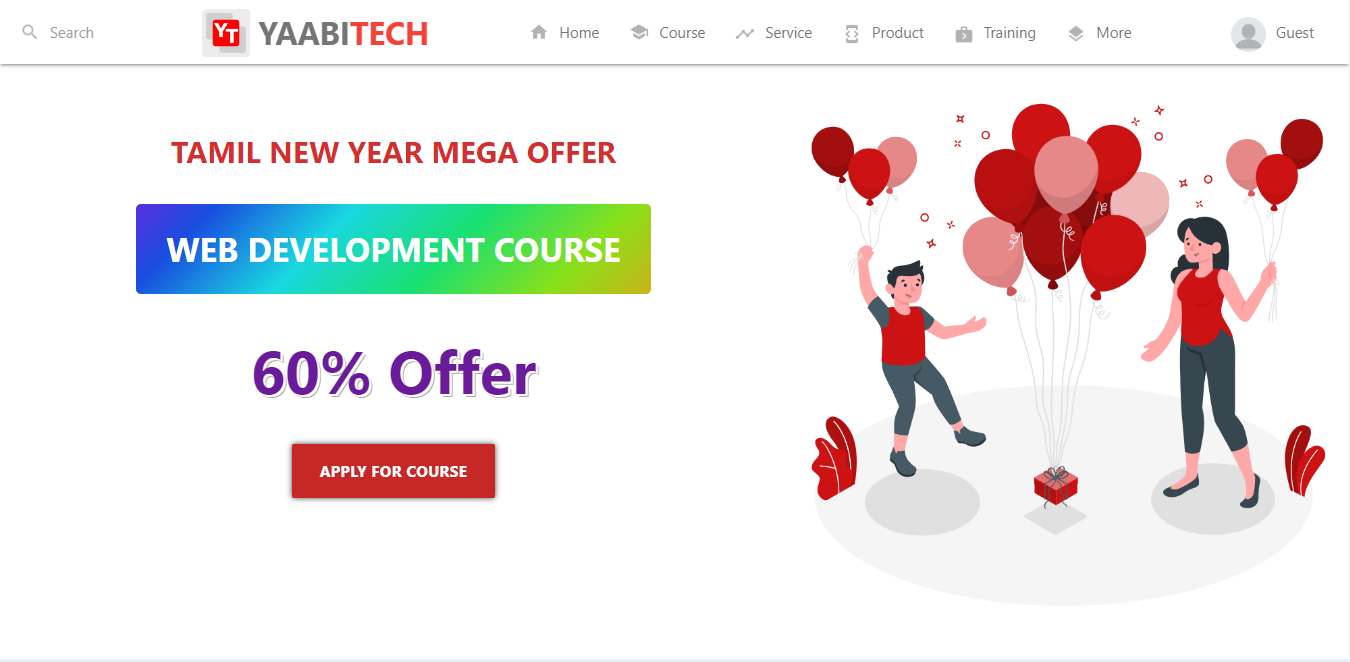 Search
YT
YAABITECH
Home
Course
Service
Product
Training
More
Guest
TAMIL NEW YEAR MEGA OFFER
WEB DEVELOPMENT COURSE
60% Offer
APPLY FOR COURSE